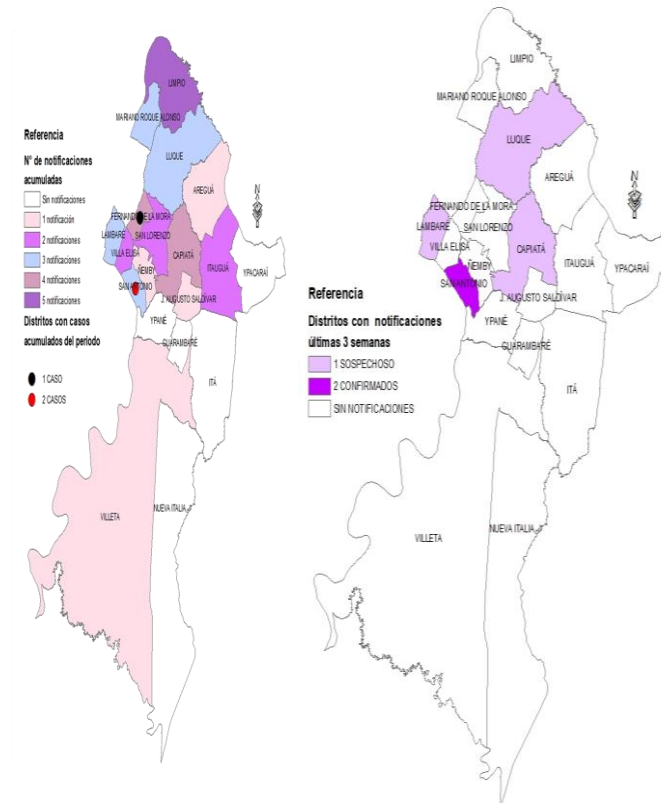 LIMPIO
MARIANO ROQUE ALONSO
LUQUE
AREGUÁ
FERNANDO DE LA MORA
SAN LORENZO
LAMBARÉ
VILLA ELISA
CAPIATÁ
ITAUGUÁ
YPACARAÍ
ÑEMBY
SAN ANTONIO
J. AUGUSTO SALDÍVAR
YPANÉ
GUARAMBARÉ
ITÁ
VILLETA
NUEVA ITALIA
N
Referencia
N° de notificaciones
acumuladas
Sin notificaciones
1 notificación
2 notificaciones
3 notificaciones
4 notificaciones
5 notificaciones
Distritos con casos
acumulados del periodo
1 CASO
2 CASOS
LIMPIO
MARIANO ROQUE ALONSO
LUQUE
AREGUÁ
FERNANDO DE LA MORA
SAN LORENZO
LAMBARÉ
VILLA ELISA
CAPIATÁ
ITAUGUÁ
YPACARAÍ
ÑEMBY
SAN ANTONIO
J. AUGUSTO SALDÍVAR
YPANÉ
GUARAMBARÉ
ITÁ
VILLETA
NUEVA ITALIA
N
Referencia
Distritos con notificaciones
últimas 3 semanas
1 SOSPECHOSO
2 CONFIRMADOS
SIN NOTIFICACIONES